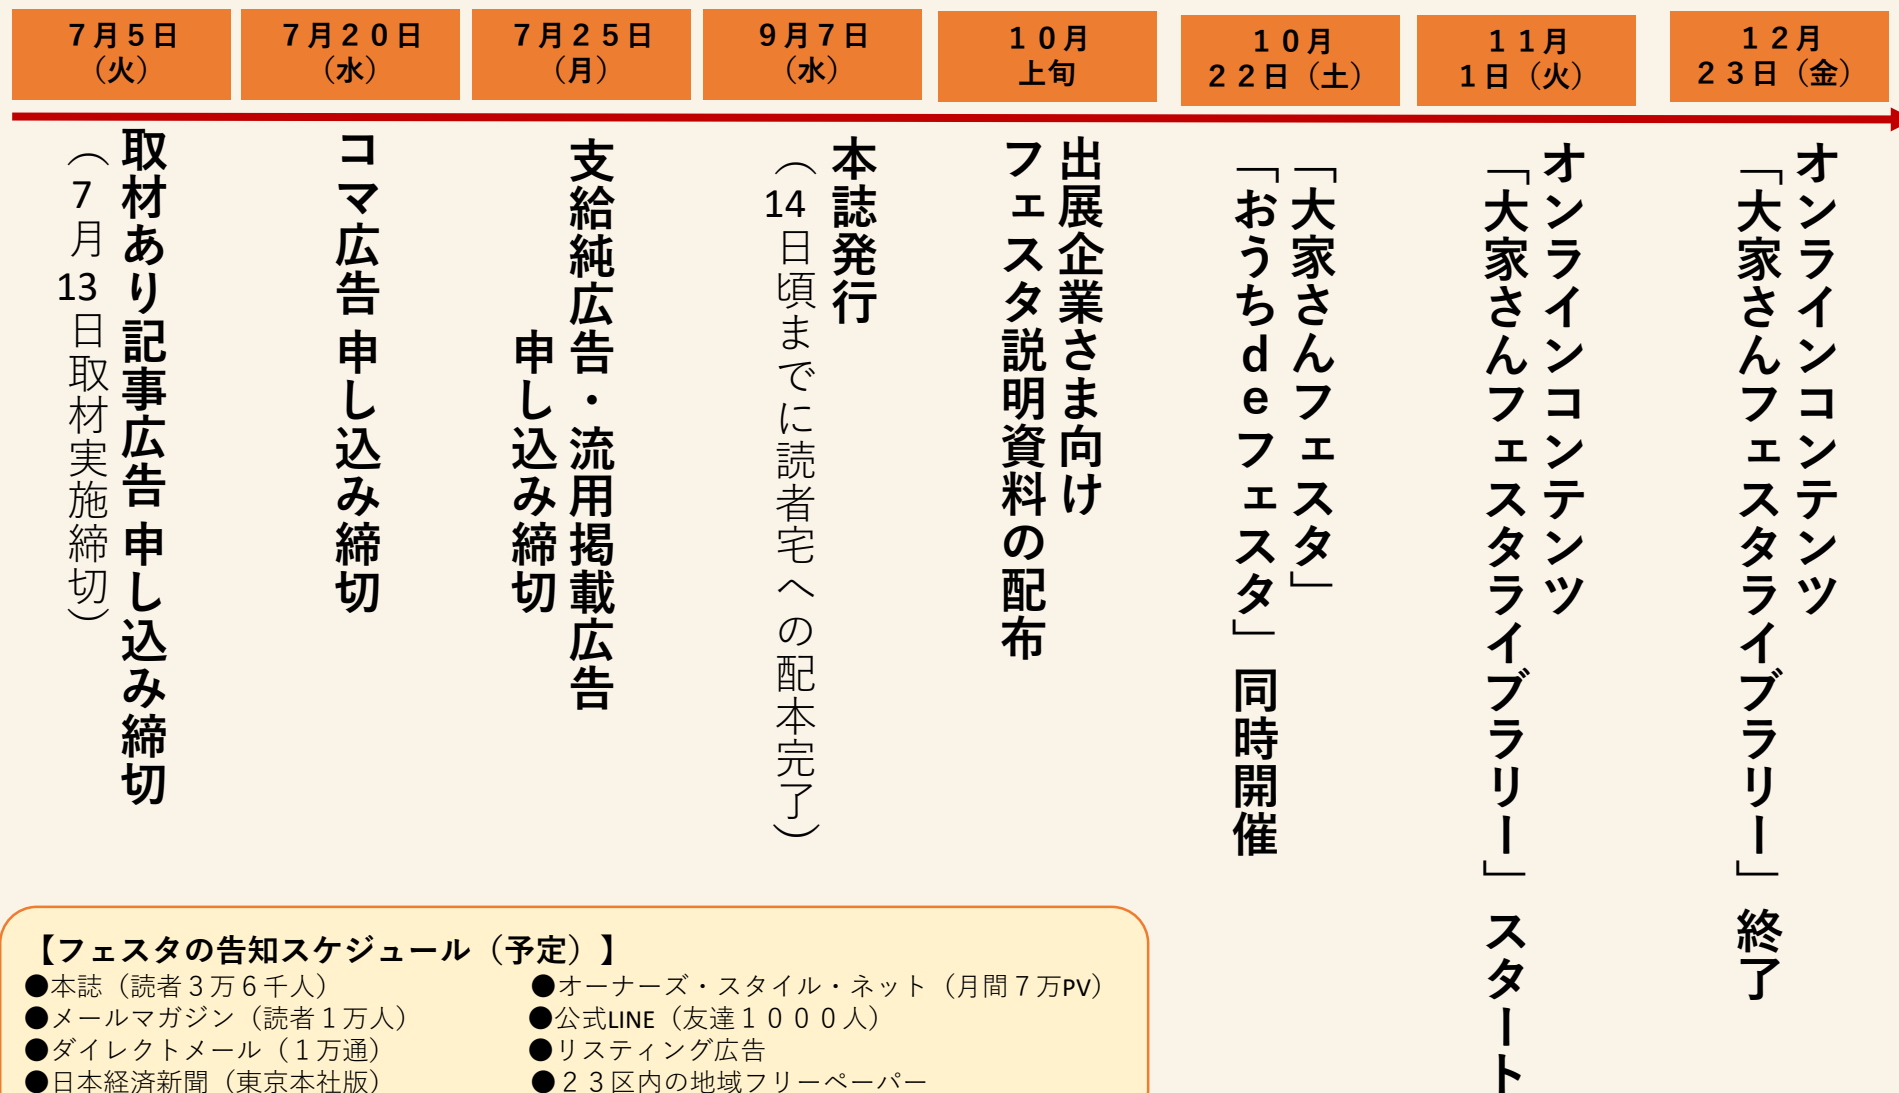 7月5日
（火）
7月２０日
（水）
7月２５日
（月）
9月7日
（水）
１０月
上旬
１０月
２２日（土）
１１月
１日（火）
１２月
２３日（金）
取材あり記事広告 申し込み締切
（7月13日取材実施締切）
コマ広告 申し込み締切
支給純広告・流用掲載広告
申し込み締切
本誌発行
（14日頃までに読者宅への配本完了）
出展企業さま向け
フェスタ説明資料の配布
「大家さんフェスタ」
「おうちｄｅフェスタ」同時開催
オンラインコンテンツ
「大家さんフェスタライブラリー」スタート
オンラインコンテンツ
「大家さんフェスタライブラリー」終了
【フェスタの告知スケジュール（予定）】
●本誌（読者３万６千人）
●メールマガジン（読者１万人）
●ダイレクトメール（１万通）
●日本経済新聞（東京本社版）
●オーナーズ・スタイル・ネット（月間７万PV）
●公式LINE（友達１０００人）
●リスティング広告
●２３区内の地域フリーペーパー